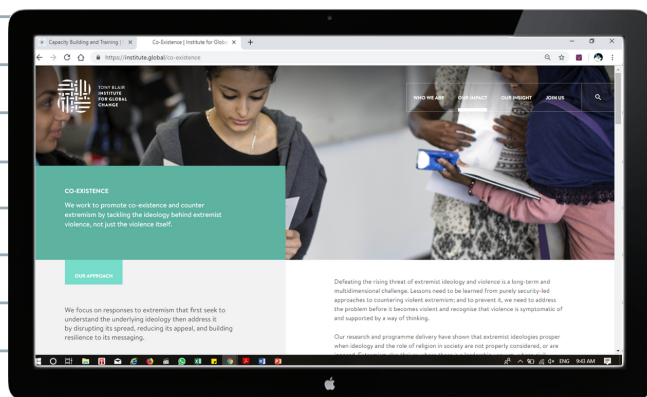 Capacity Building and Training |
Co-Existence | Institute for Globa
https://institute.global/co-existence
TONY BLAIR
INSTITUTE
FOR GLOBAL
CHANGE
WHO WE ARE OUR IMPACT OUR INSIGHT JOIN US
CO-EXISTENCE
We work to promote co-existence and counter
extremism by tackling the ideology behind extremist
violence, not just the violence itself.
OUR APPROACH
We focus on responses to extremism that first seek to
understand the underlying ideology then address it
by disrupting its spread, reducing its appeal, and building
resilience to its messaging.
Defeating the rising threat of extremist ideology and violence is a long-term and
multidimensional challenge. Lessons need to be learned from purely security-led
approaches to countering violent extremism; and to prevent it, we need to address
the problem before it becomes violent and recognise that violence is symptomatic of
and supported by a way of thinking.
Our research and programme delivery have shown that extremist ideologies prosper
when ideology and the role of religion in society are not properly considered, or are
ENG 9:43 AM